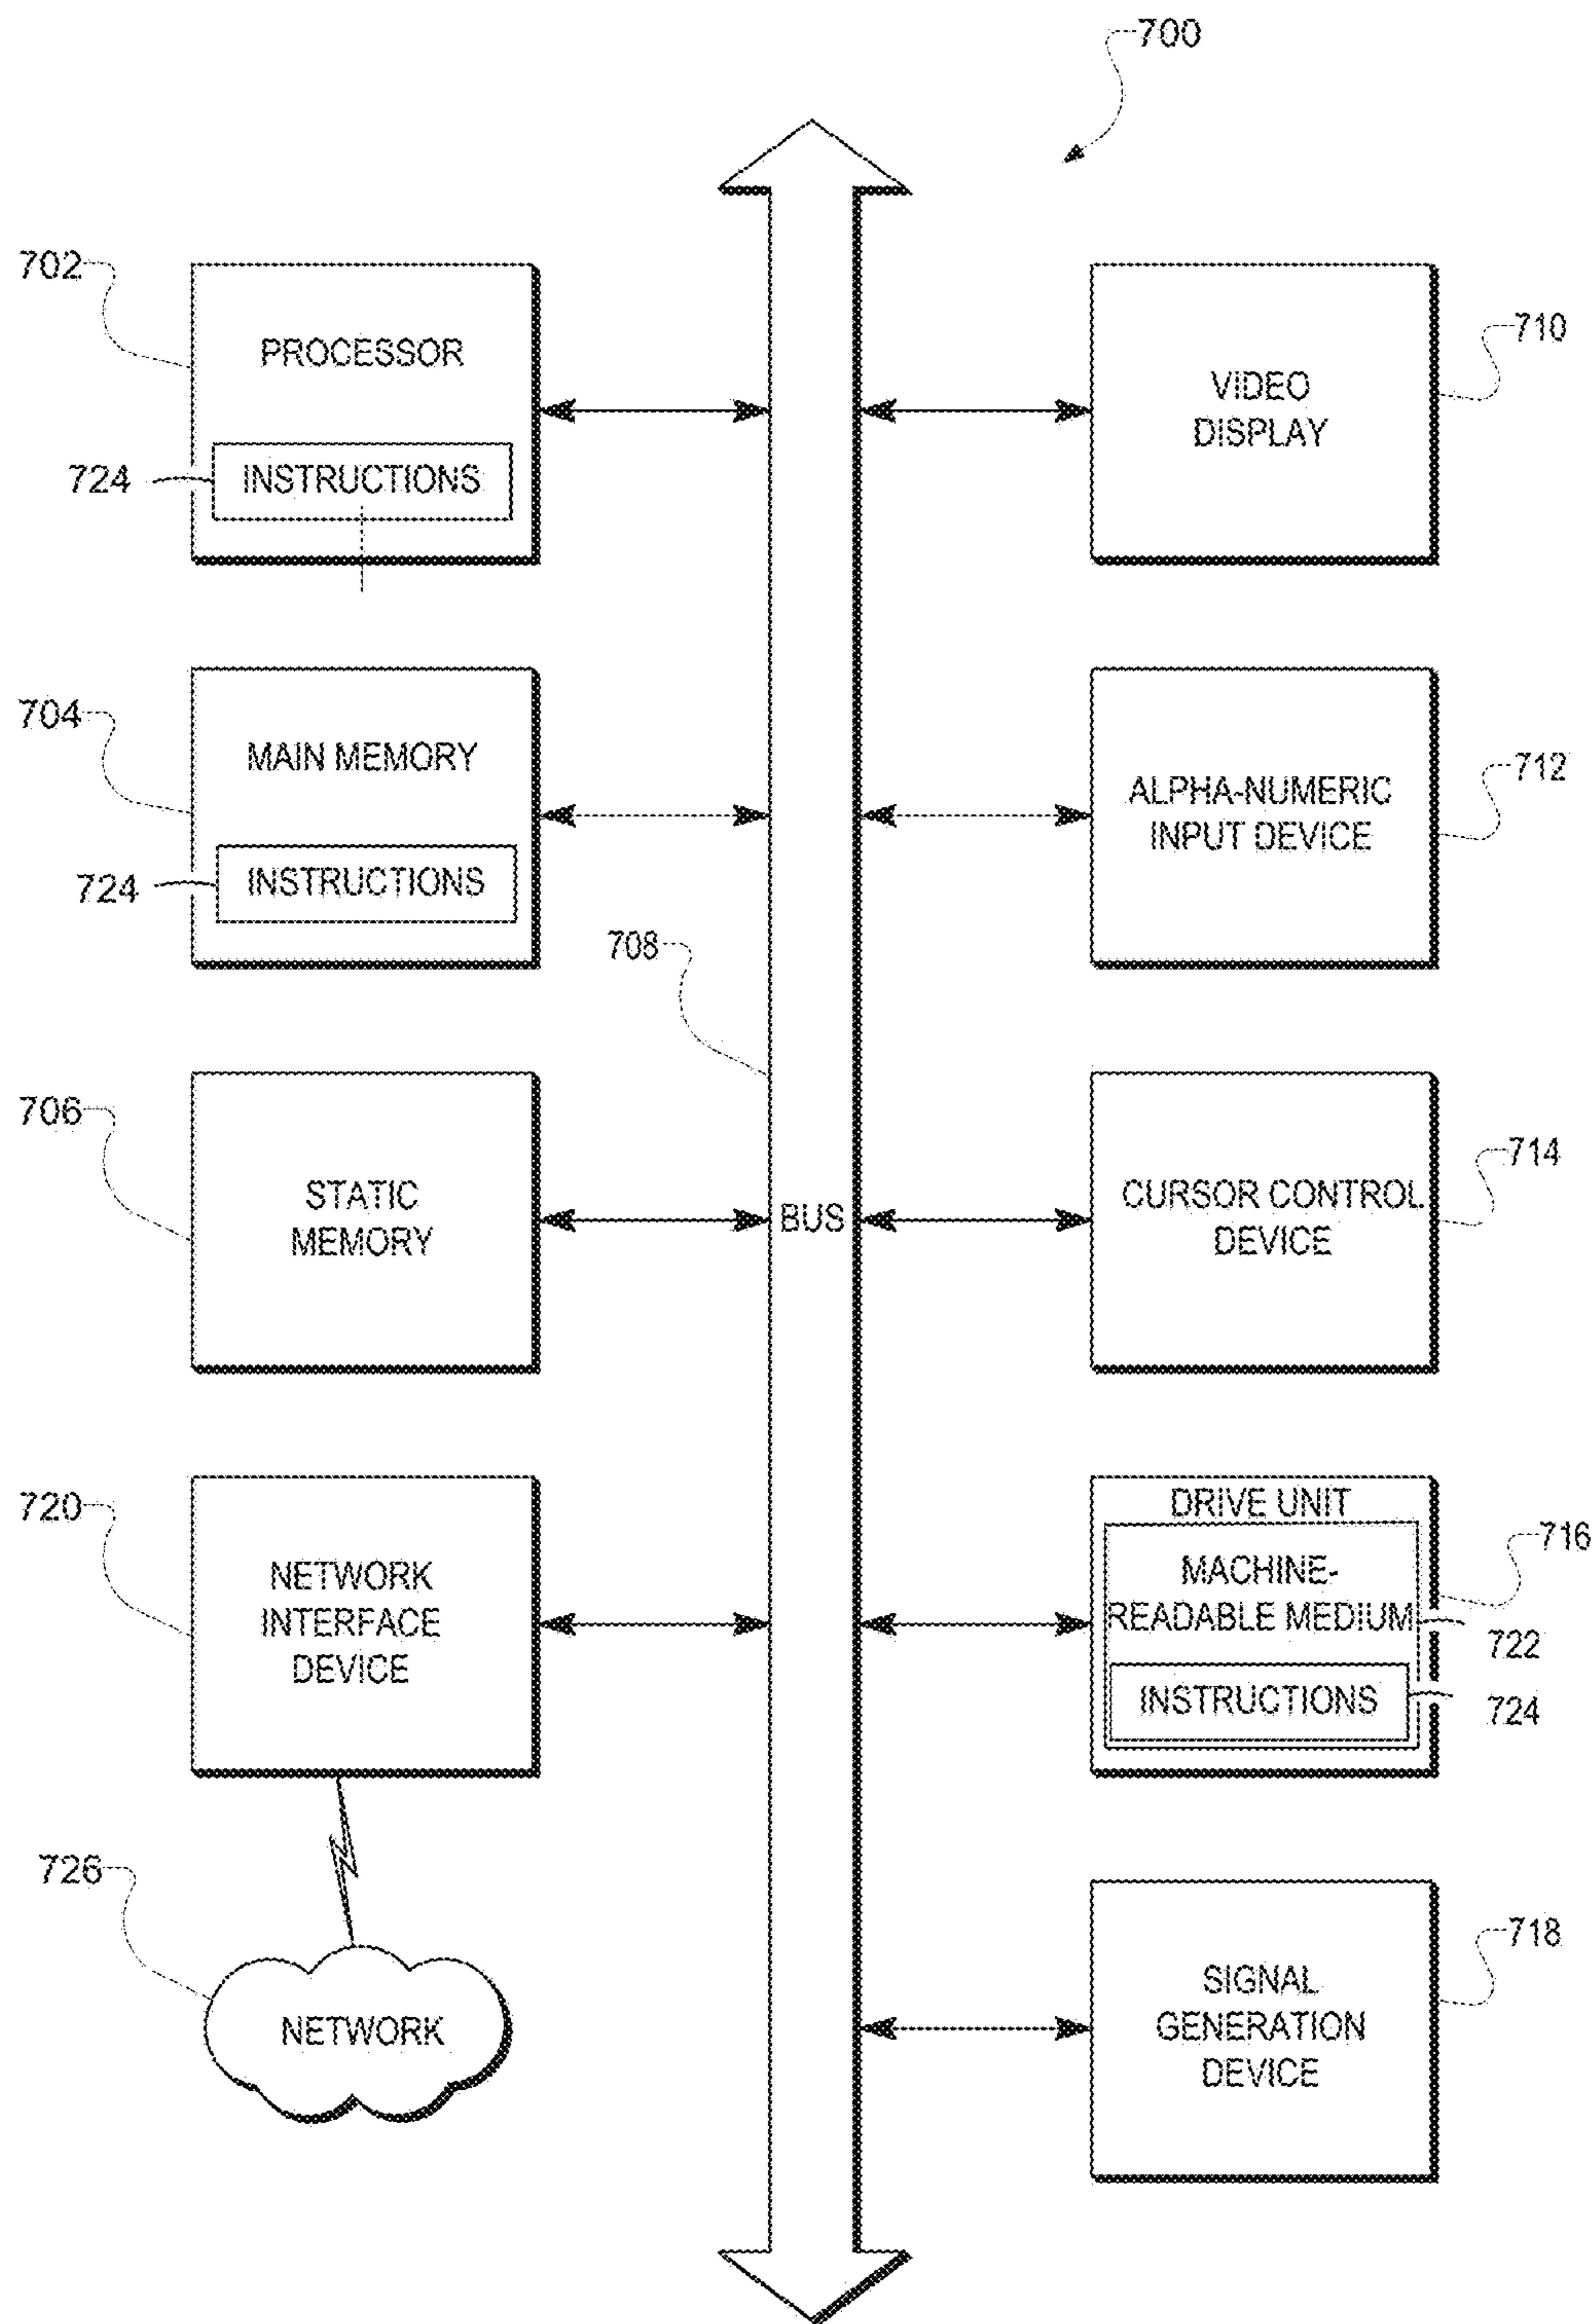 700
702
PROCESSOR
724
INSTRUCTIONS
704
MAIN MEMORY
724
INSTRUCTIONS
706
STATIC
MEMORY
720
NETWORK
INTERFACE
DEVICE
726
NETWORK
708
BUS
710
VIDEO
DISPLAY
712
ALPHA-NUMERIC
INPUT DEVICE
714
CURSOR CONTROL
DEVICE
DRIVE UNIT
716
MACHINE-
READABLE MEDIUM
722
INSTRUCTIONS
724
718
SIGNAL
GENERATION
DEVICE